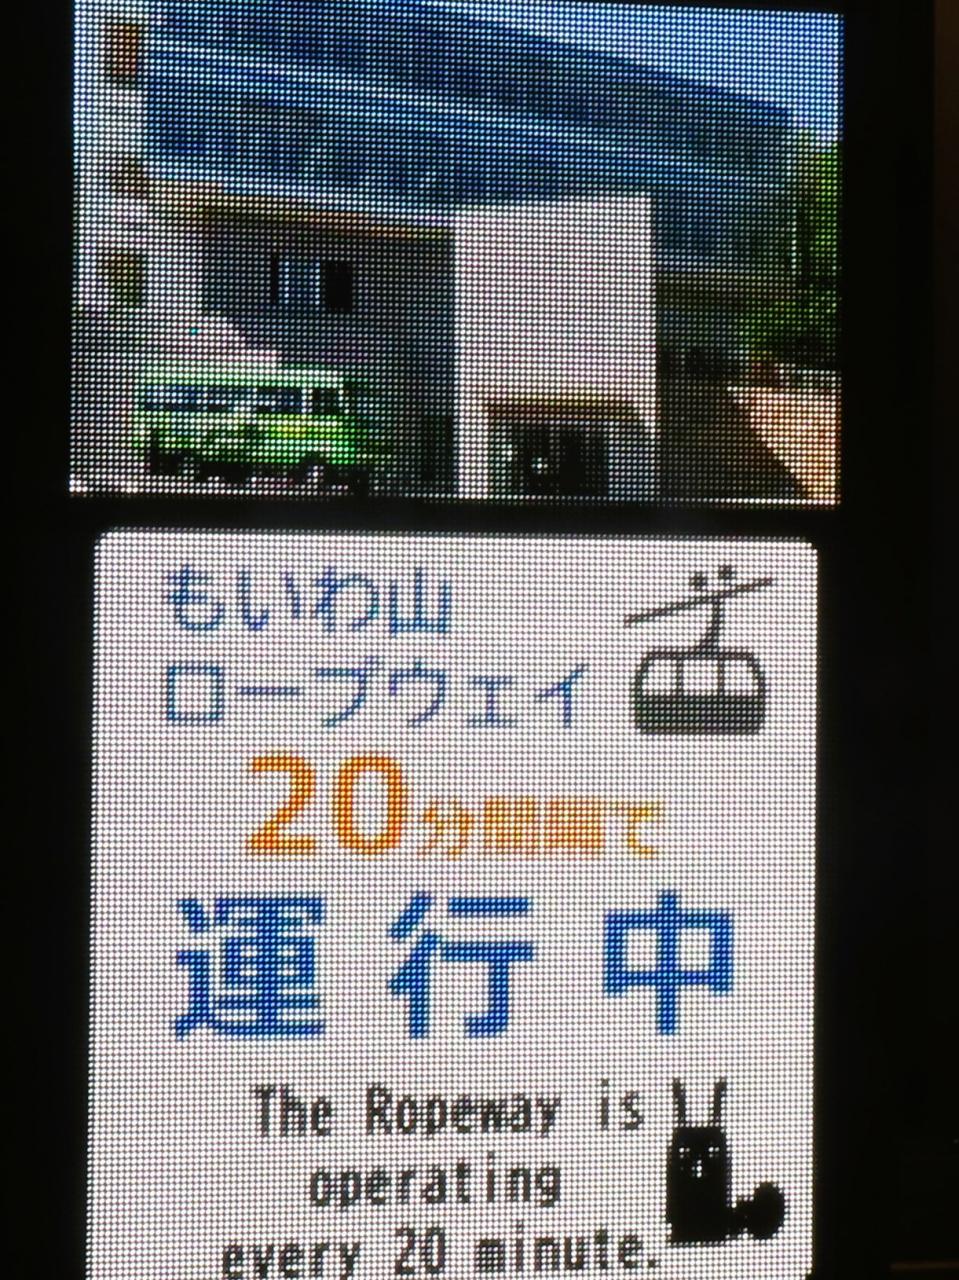 もいわ山
ロープウェイ
20分間隔で
運行中
The Ropeway is
operating
every 20 minute.